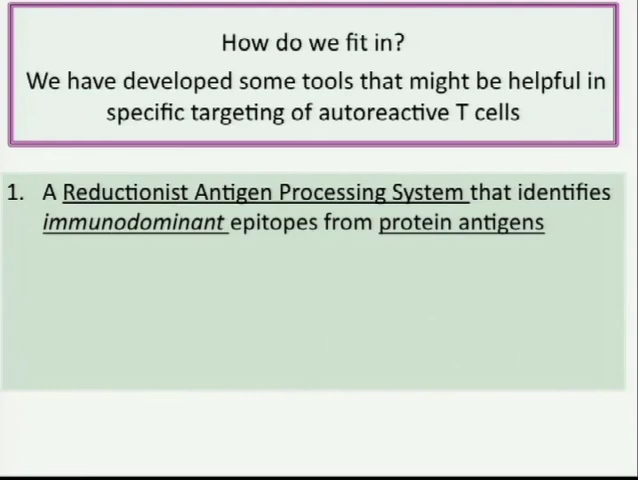 How do we fit in?
We have developed some tools that might be helpful in
specific targeting of autoreactive T cells
1. A Reductionist Antigen Processing System that identifies
immunodominant epitopes from protein antigens